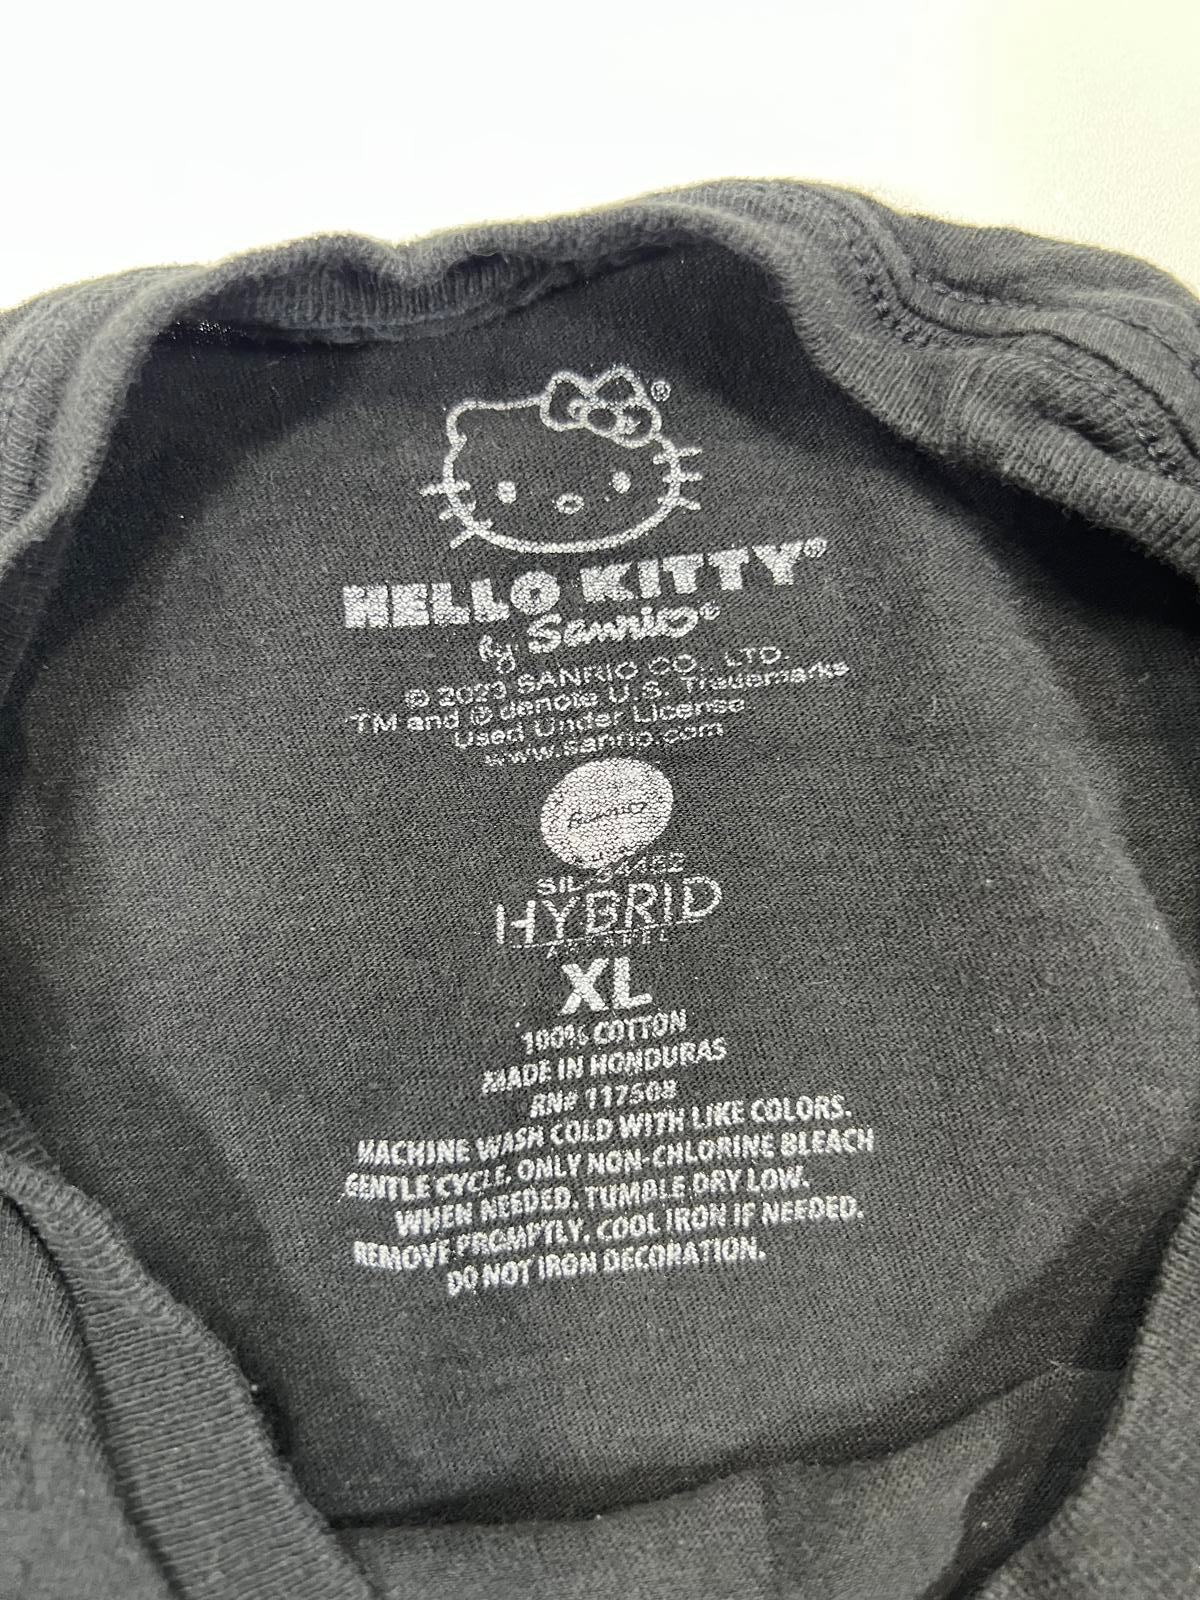 ®
HELLO KITTY®
by Sanrio®
© 2023 SANRIO CO., LTD.
TM and ® denote U.S. Trademarks
Used Under License
www.sanrio.com
Sanrio
HYBRID
APPAREL
XL
100% COTTON
MADE IN HONDURAS
RN# 117508
MACHINE WASH COLD WITH LIKE COLORS.
GENTLE CYCLE. ONLY NON-CHLORINE BLEACH
WHEN NEEDED. TUMBLE DRY LOW.
REMOVE PROMPTLY. COOL IRON IF NEEDED.
DO NOT IRON DECORATION.